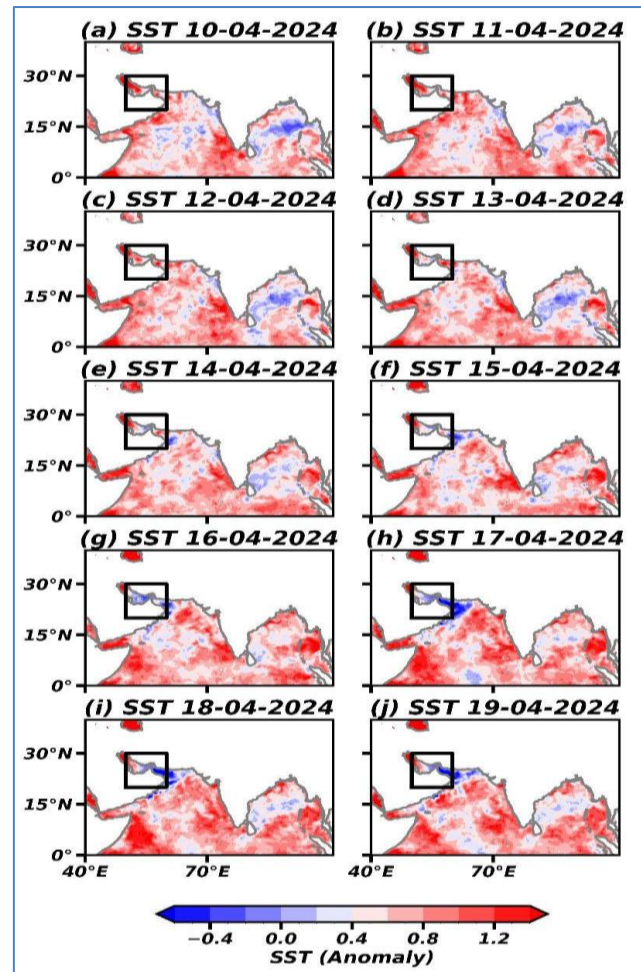 (a) SST 10-04-2024 (b) SST 11-04-2024
30°N
15°N
0°
(c) SST 12-04-2024 (d) SST 13-04-2024
30°N
15°N
0°
(e) SST 14-04-2024 (f) SST 15-04-2024
30°N
15°N
0°
(g) SST 16-04-2024 (h) SST 17-04-2024
30°N
15°N
0°
(i) SST 18-04-2024 (j) SST 19-04-2024
30°N
15°N
0°
40°E 70°E 40°E 70°E
−0.4 0.0 0.4 0.8 1.2
SST (Anomaly)